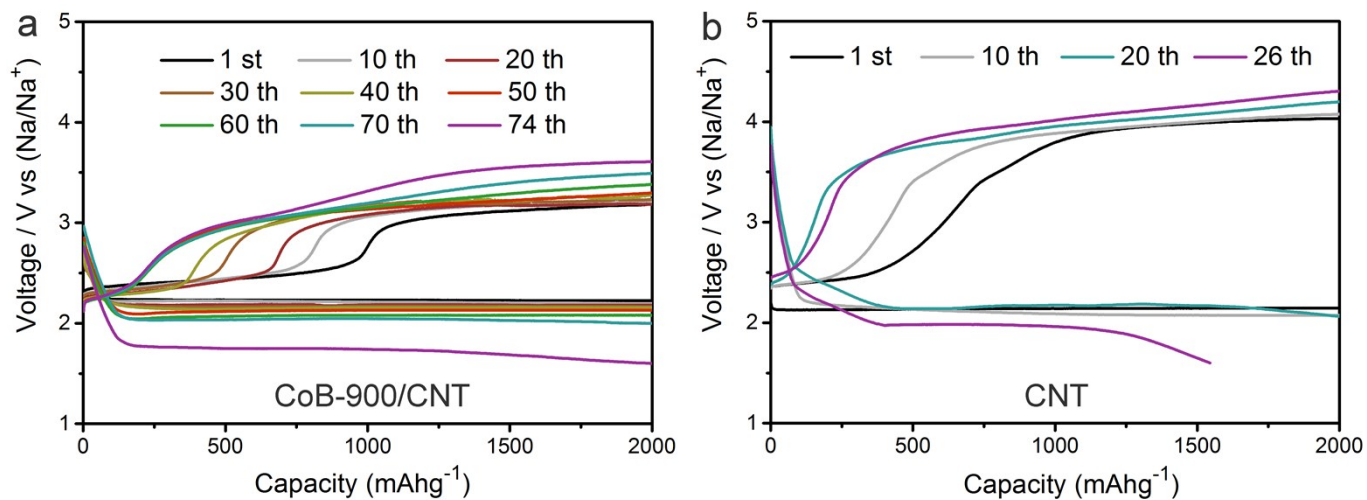 a
5
4
3
2
1
Voltage / V vs (Na/Na⁺)
1 st 10 th 20 th
30 th 40 th 50 th
60 th 70 th 74 th
CoB-900/CNT
0 500 1000 1500 2000
Capacity (mAhg⁻¹)
b
5
4
3
2
1
Voltage / V vs (Na/Na⁺)
1 st 10 th 20 th 26 th
CNT
0 500 1000 1500 2000
Capacity (mAhg⁻¹)